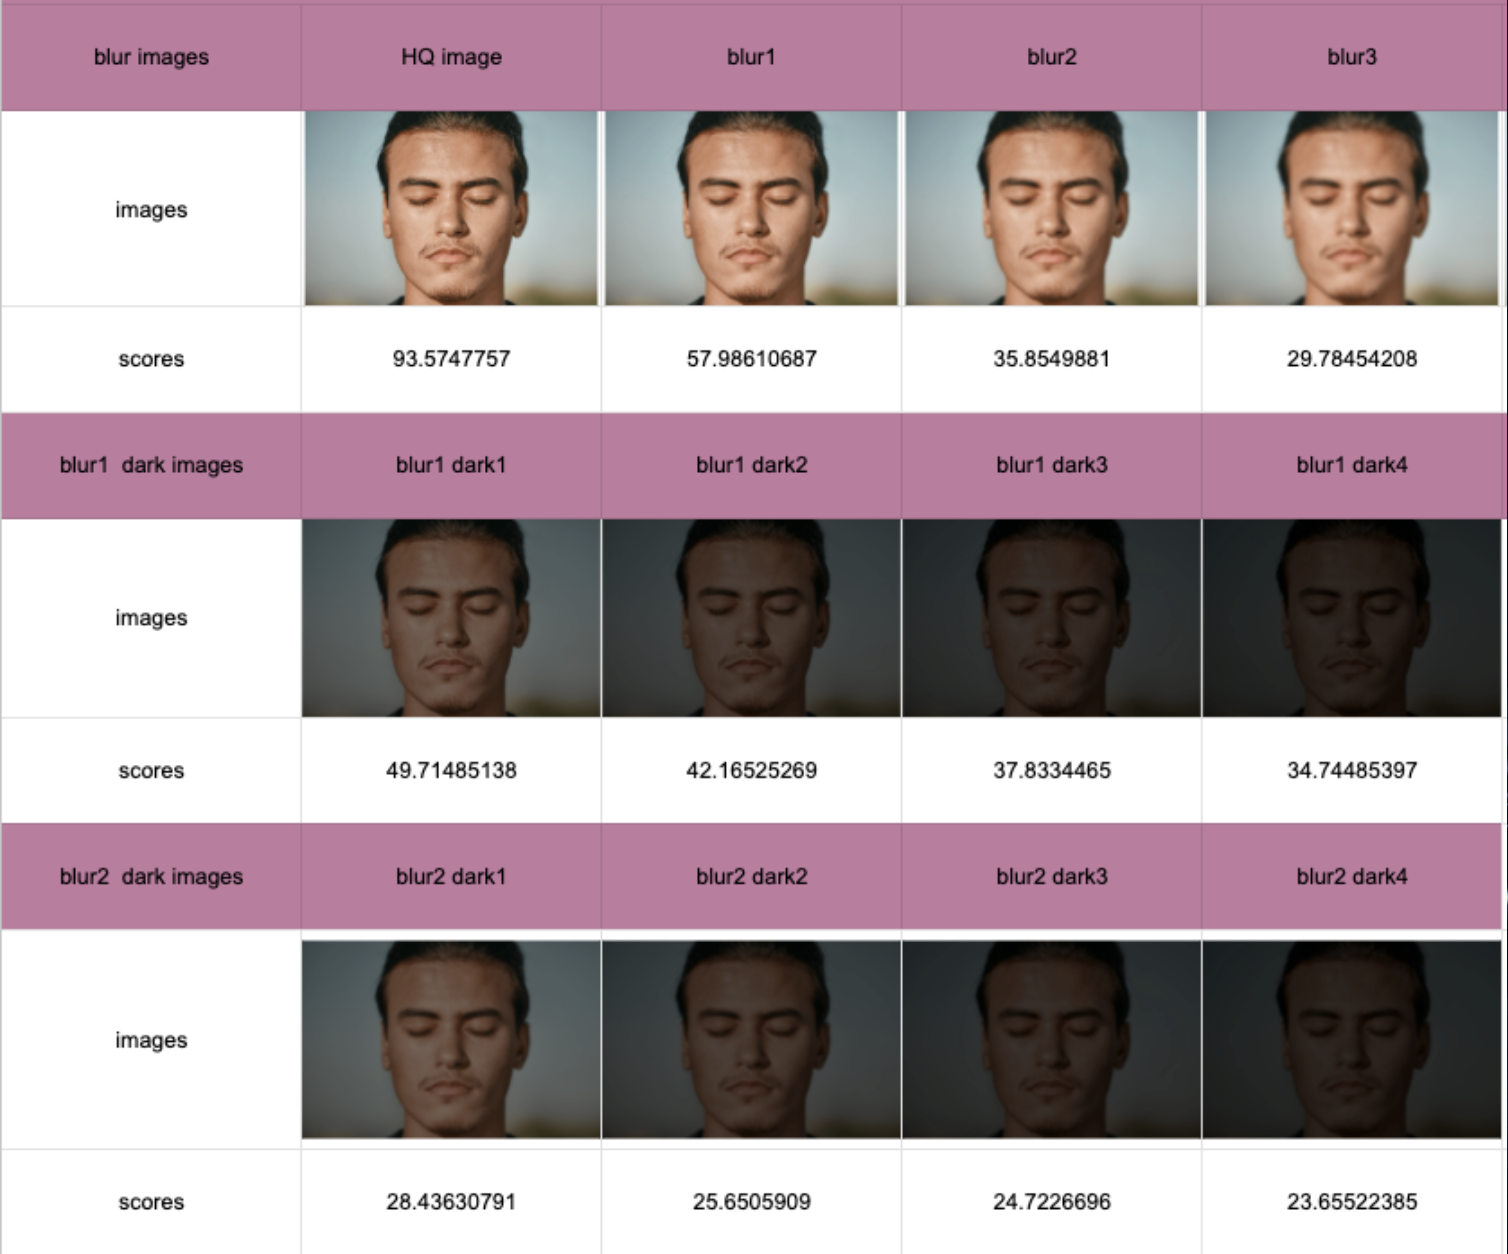 blur images HQ image blur1 blur2 blur3
images
scores 93.5747757 57.98610687 35.8549881 29.78454208
blur1  dark images blur1 dark1 blur1 dark2 blur1 dark3 blur1 dark4
images
scores 49.71485138 42.16525269 37.8334465 34.74485397
blur2  dark images blur2 dark1 blur2 dark2 blur2 dark3 blur2 dark4
images
scores 28.43630791 25.6505909 24.7226696 23.65522385